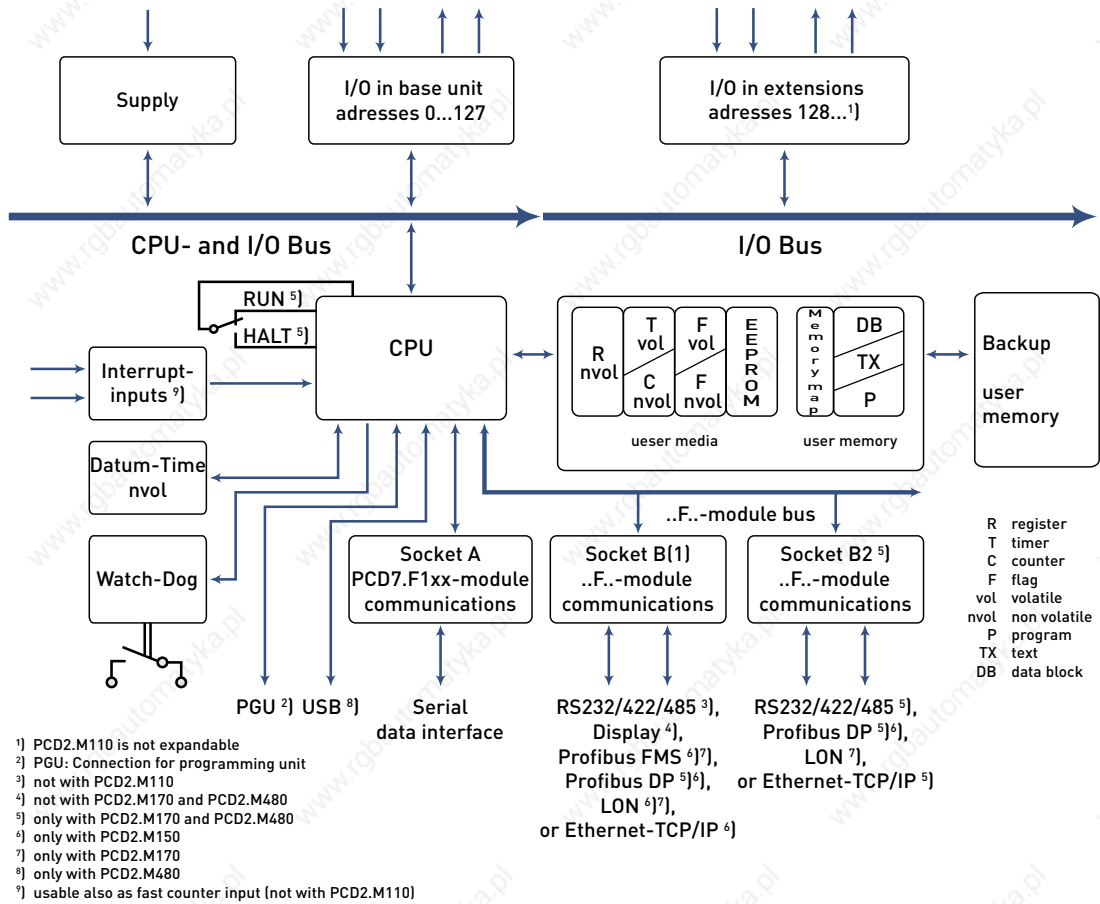 Supply
I/O in base unit
adresses 0...127
I/O in extensions
adresses 128...¹)
CPU- and I/O Bus
I/O Bus
RUN ⁵)
HALT ⁵)
CPU
Interrupt-
inputs ⁹)
Datum-Time
nvol
Watch-Dog
R
nvol
T
vol
C
nvol
F
vol
F
nvol
EEPROM
Memory map
DB
TX
P
ueser media
user memory
Backup
user
memory
..F..-module bus
Socket A
PCD7.F1xx-module
communications
Socket B(1)
..F..-module
communications
Socket B2 ⁵)
..F..-module
communications
R register
T timer
C counter
F flag
vol volatile
nvol non volatile
P program
TX text
DB data block
PGU ²) USB ⁸)
Serial
data interface
RS232/422/485 ³),
Display ⁴),
Profibus FMS ⁶)⁷),
Profibus DP ⁵)⁶),
LON ⁶)⁷),
or Ethernet-TCP/IP ⁶)
RS232/422/485 ⁵),
Profibus DP ⁵)⁶),
LON ⁷),
or Ethernet-TCP/IP ⁵)
¹) PCD2.M110 is not expandable
²) PGU: Connection for programming unit
³) not with PCD2.M110
⁴) not with PCD2.M170 and PCD2.M480
⁵) only with PCD2.M170 and PCD2.M480
⁶) only with PCD2.M150
⁷) only with PCD2.M170
⁸) only with PCD2.M480
⁹) usable also as fast counter input (not with PCD2.M110)
www.rgbautomatyka.pl